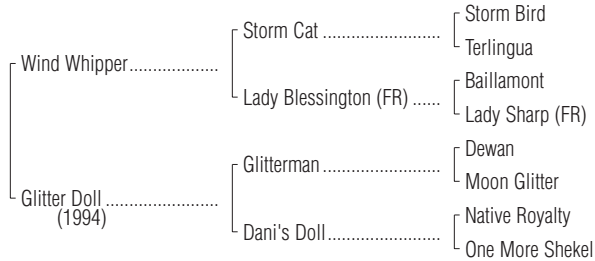 Storm Bird
Storm Cat ........................
Terlingua
Wind Whipper..................
Baillamont
Lady Blessington (FR) ......
Lady Sharp (FR)
Dewan
Glitterman ........................
Moon Glitter
Glitter Doll .......................
(1994)
Native Royalty
Dani's Doll.......................
One More Shekel